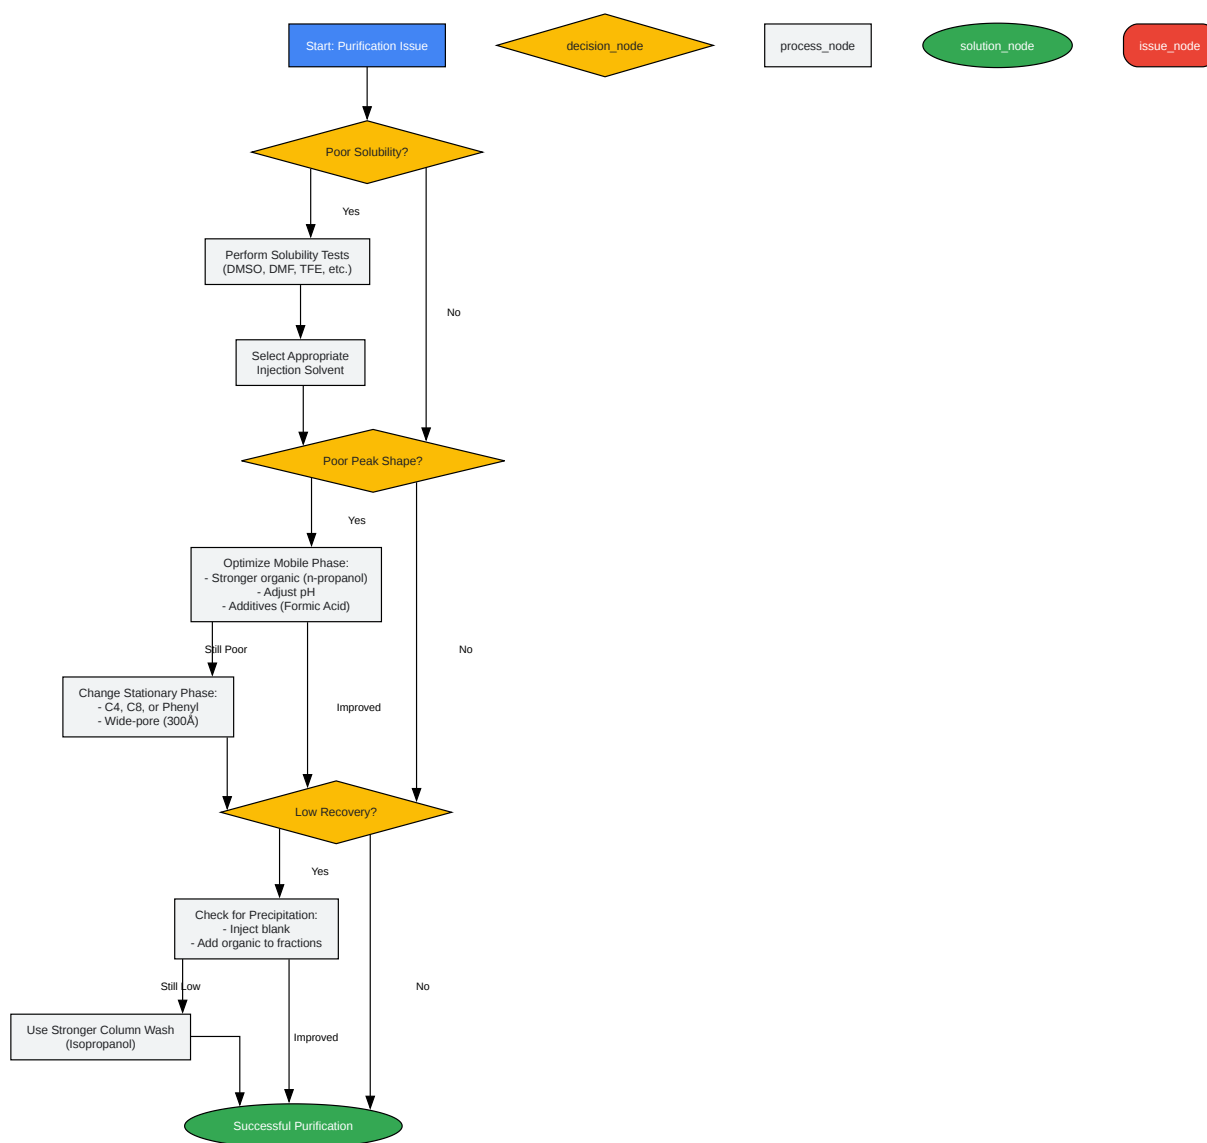 Start: Purification Issue
decision_node
process_node
solution_node
issue_node
Poor Solubility?
Yes
Perform Solubility Tests
(DMSO, DMF, TFE, etc.)
No
Select Appropriate
Injection Solvent
Poor Peak Shape?
Yes
Optimize Mobile Phase:
- Stronger organic (n-propanol)
- Adjust pH
- Additives (Formic Acid)
Still Poor
No
Change Stationary Phase:
- C4, C8, or Phenyl
- Wide-pore (300Å)
Improved
Low Recovery?
Yes
Check for Precipitation:
- Inject blank
- Add organic to fractions
Still Low
No
Use Stronger Column Wash
(Isopropanol)
Improved
Successful Purification